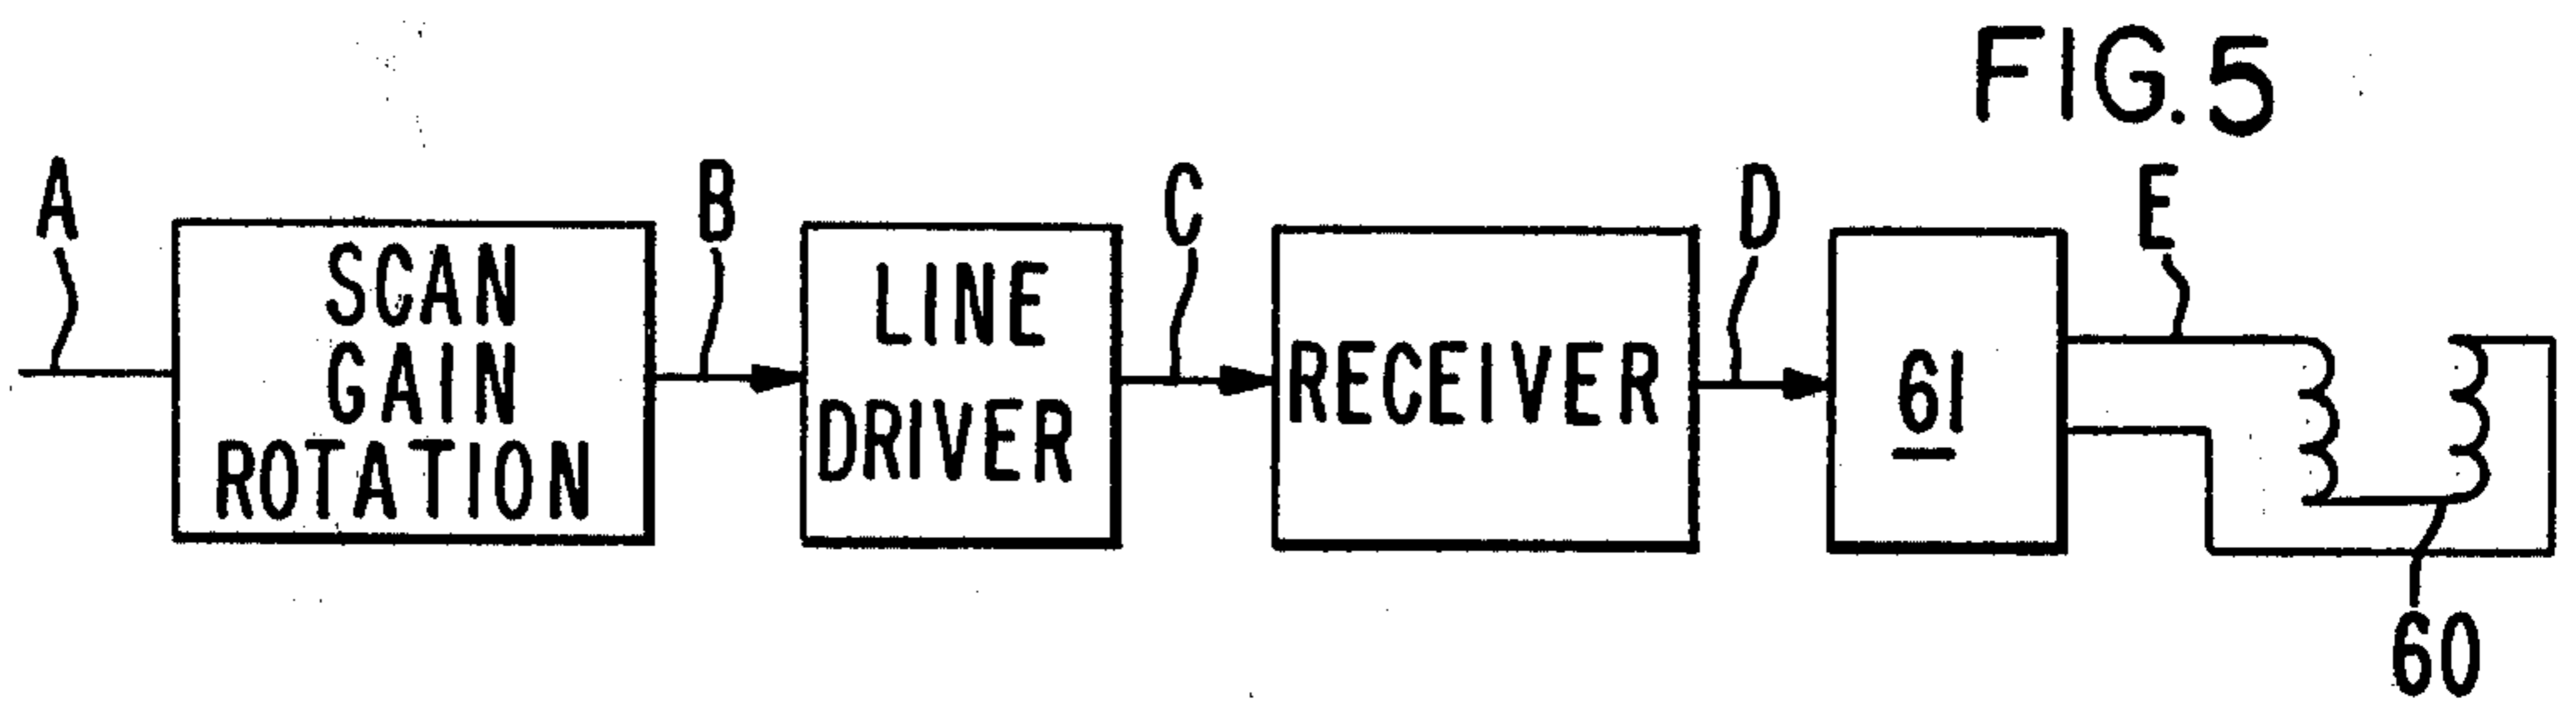 FIG.5
A
B
C
D
E
SCAN
GAIN
ROTATION
LINE
DRIVER
RECEIVER
61
60